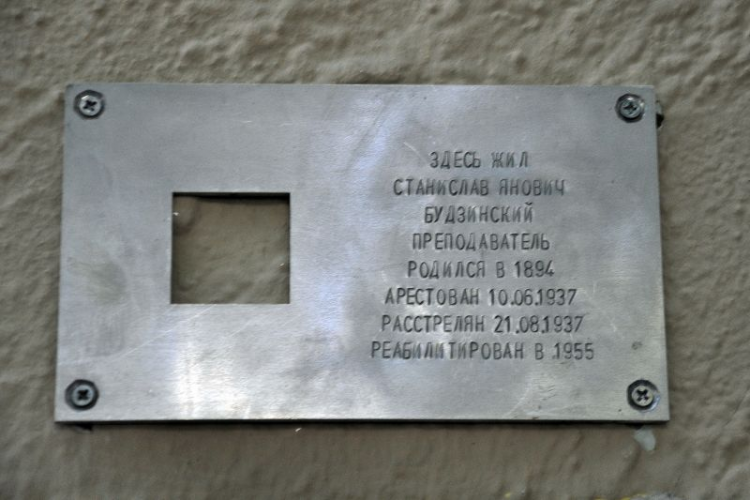 ЗДЕСЬ ЖИЛ
СТАНИСЛАВ ЯНОВИЧ
БУДЗИНСКИЙ
ПРЕПОДАВАТЕЛЬ
РОДИЛСЯ В 1894
АРЕСТОВАН 10.06.1937
РАССТРЕЛЯН 21.08.1937
РЕАБИЛИТИРОВАН В 1955